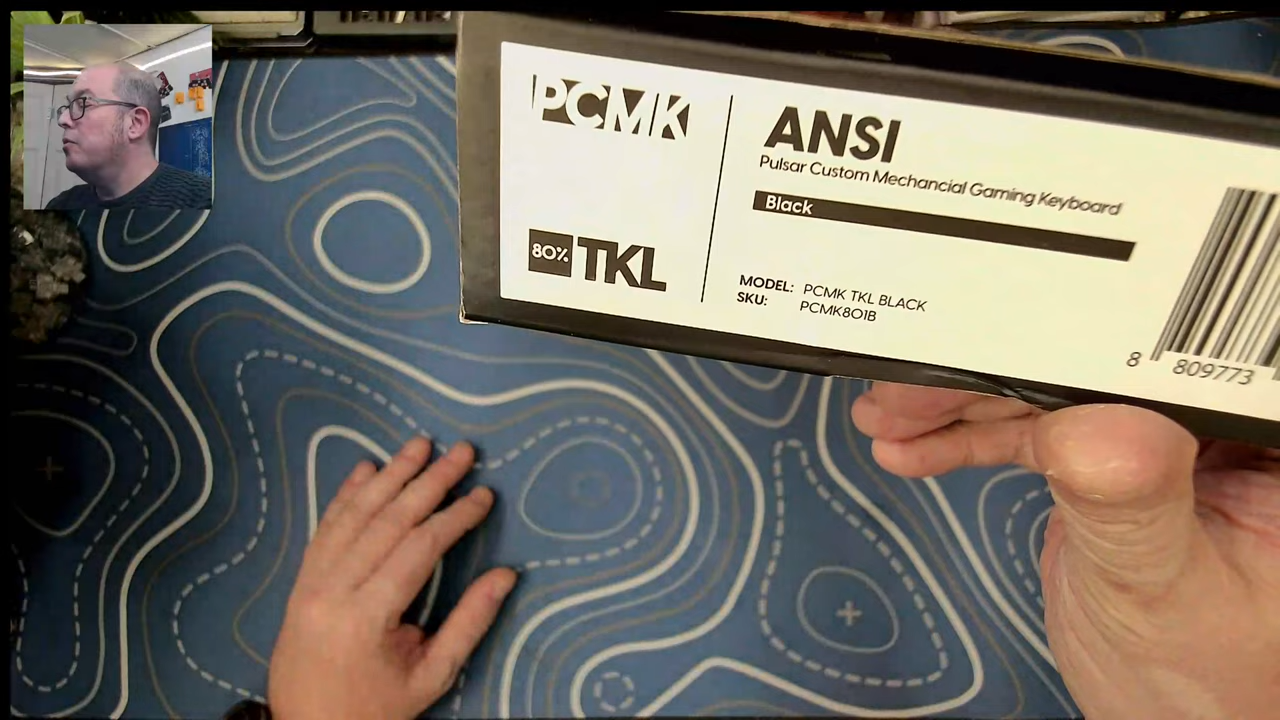 PCMK
80% TKL
ANSI
Pulsar Custom Mechancial Gaming Keyboard
Black
MODEL: PCMK TKL BLACK
SKU: PCMK801B
8 809773